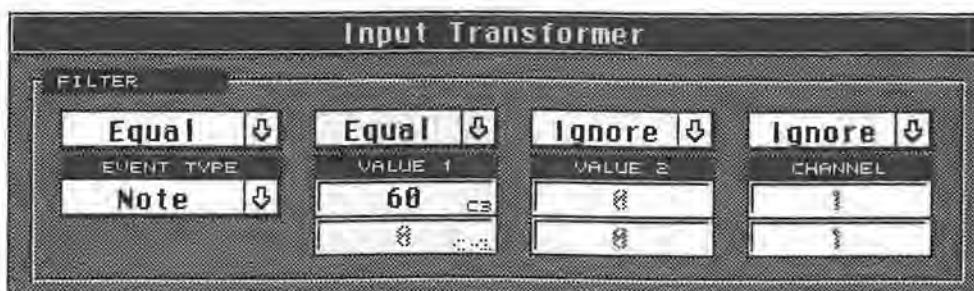 Input Transformer
FILTER
Equal Equal Ignore Ignore
EVENT TYPE VALUE 1 VALUE 2 CHANNEL
Note 60 C3 0 1
0 0 1